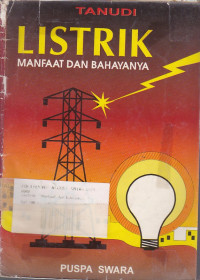 TANUDI
LISTRIK
MANFAAT DAN BAHAYANYA
PUSPA SWARA